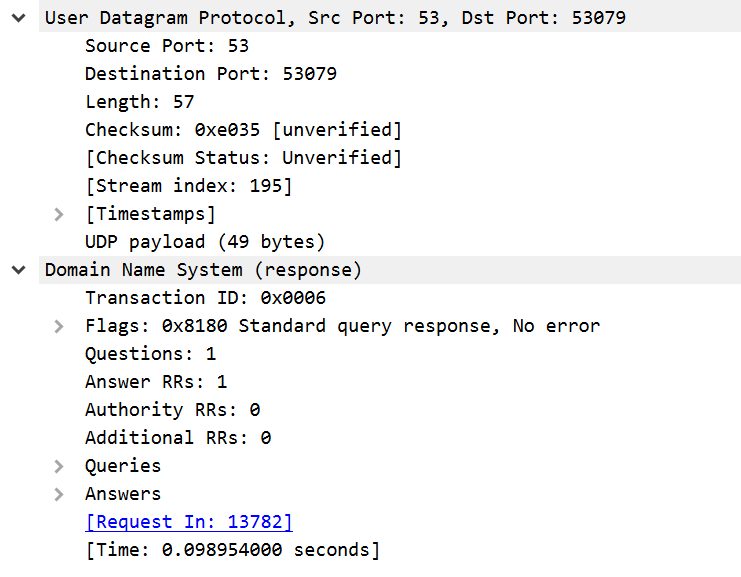 User Datagram Protocol, Src Port: 53, Dst Port: 53079
Source Port: 53
Destination Port: 53079
Length: 57
Checksum: 0xe035 [unverified]
[Checksum Status: Unverified]
[Stream index: 195]
[Timestamps]
UDP payload (49 bytes)
Domain Name System (response)
Transaction ID: 0x0006
Flags: 0x8180 Standard query response, No error
Questions: 1
Answer RRs: 1
Authority RRs: 0
Additional RRs: 0
Queries
Answers
[Request In: 13782]
[Time: 0.098954000 seconds]